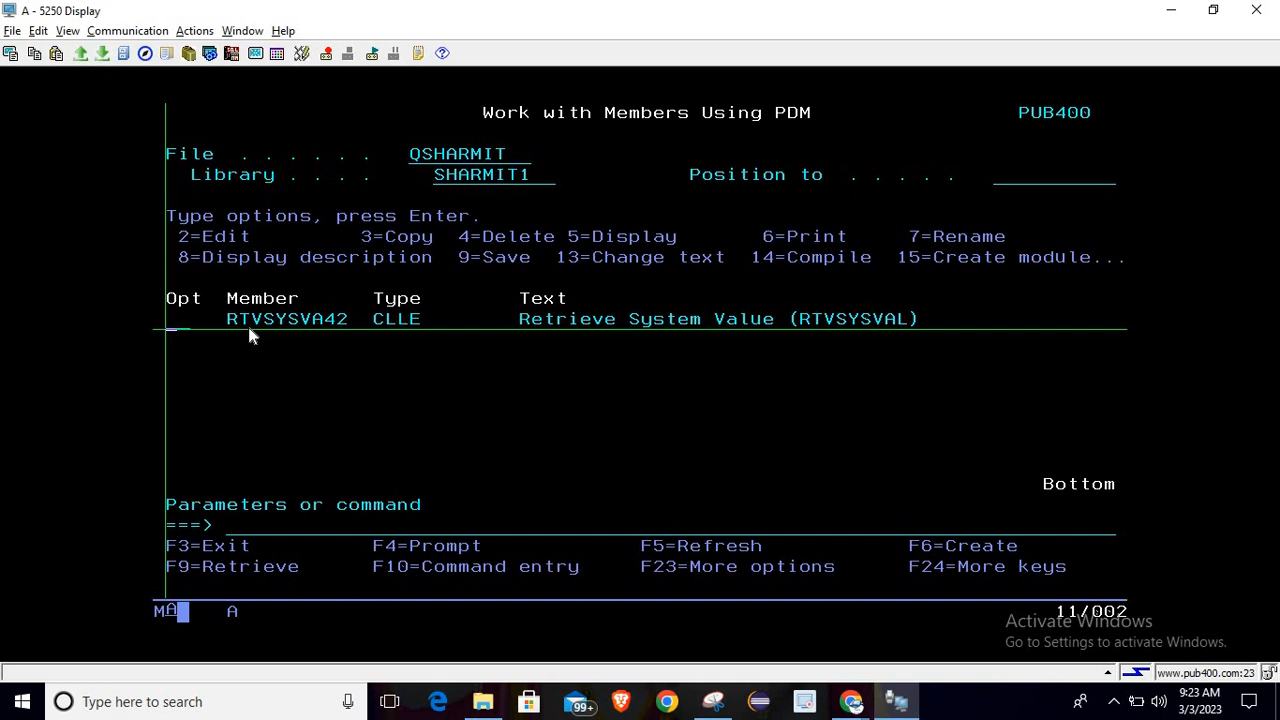 A - 5250 Display
File Edit View Communication Actions Window Help
Work with Members Using PDM PUB400
File . . . . . . QSHARMIT
Library . . . . SHARMIT1 Position to . . . . .
Type options, press Enter.
2=Edit 3=Copy 4=Delete 5=Display 6=Print 7=Rename
8=Display description 9=Save 13=Change text 14=Compile 15=Create module...
Opt Member Type Text
RTVSYSVA42 CLLE Retrieve System Value (RTVSYSVAL)
Bottom
Parameters or command
===>
F3=Exit F4=Prompt F5=Refresh F6=Create
F9=Retrieve F10=Command entry F23=More options F24=More keys
MA A 11/002
Activate Windows
Go to Settings to activate Windows.
www.pub400.com:23
Type here to search 99+ 9:23 AM
3/3/2023